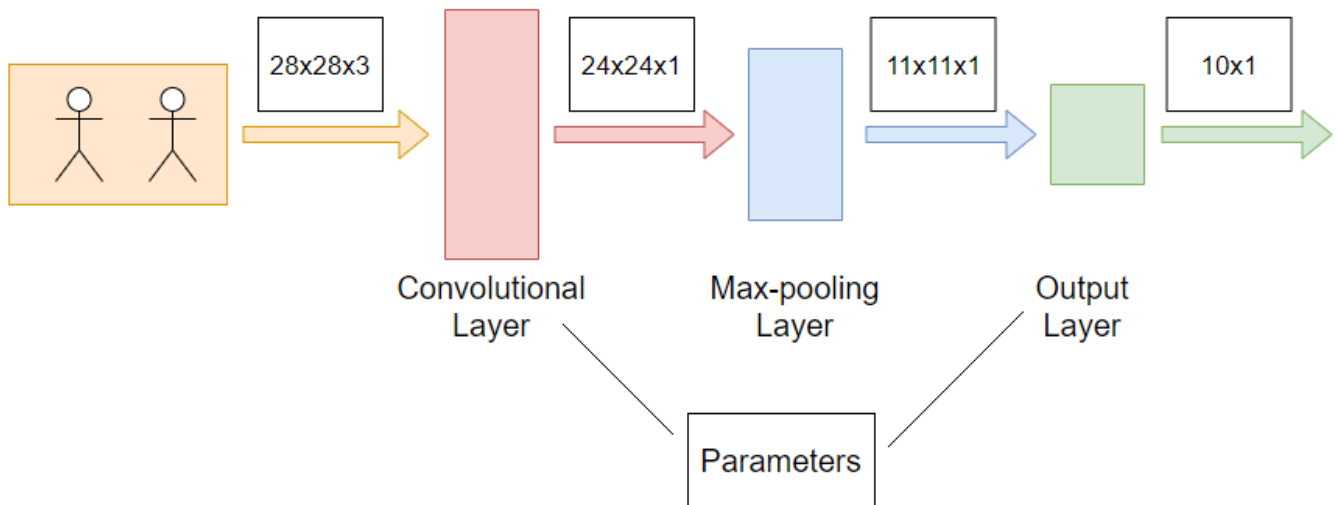 28x28x3
24x24x1
11x11x1
10x1
Convolutional
Layer
Max-pooling
Layer
Output
Layer
Parameters